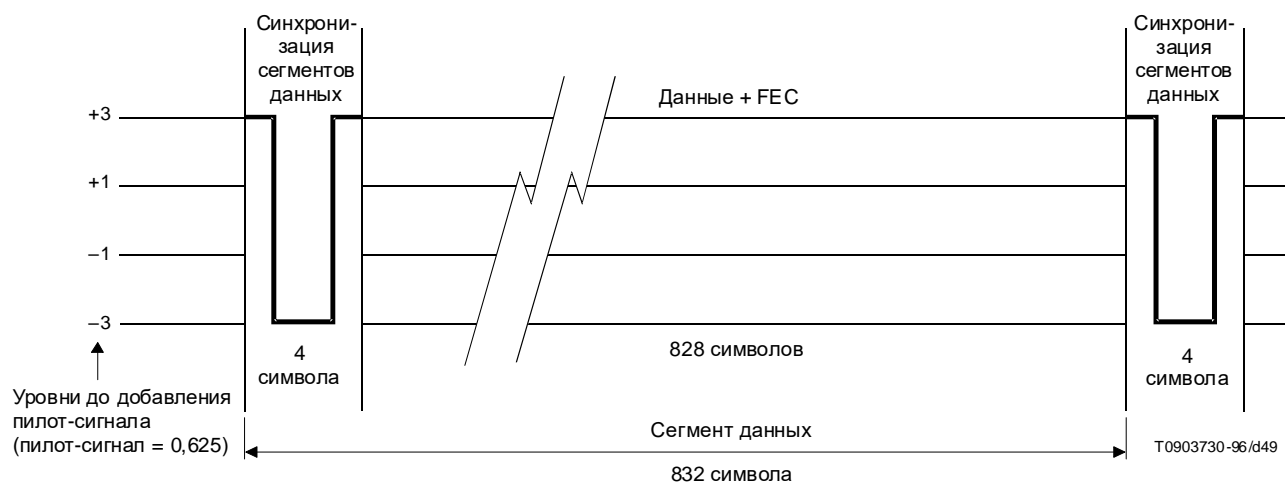 Синхрони-
зация
сегментов
данных
Синхрони-
зация
сегментов
данных
Данные + FEC
+3
+1
–1
–3
4
символа
828 символов
4
символа
Уровни до добавления
пилот-сигнала
(пилот-сигнал = 0,625)
Сегмент данных
832 символа
T0903730-96/d49